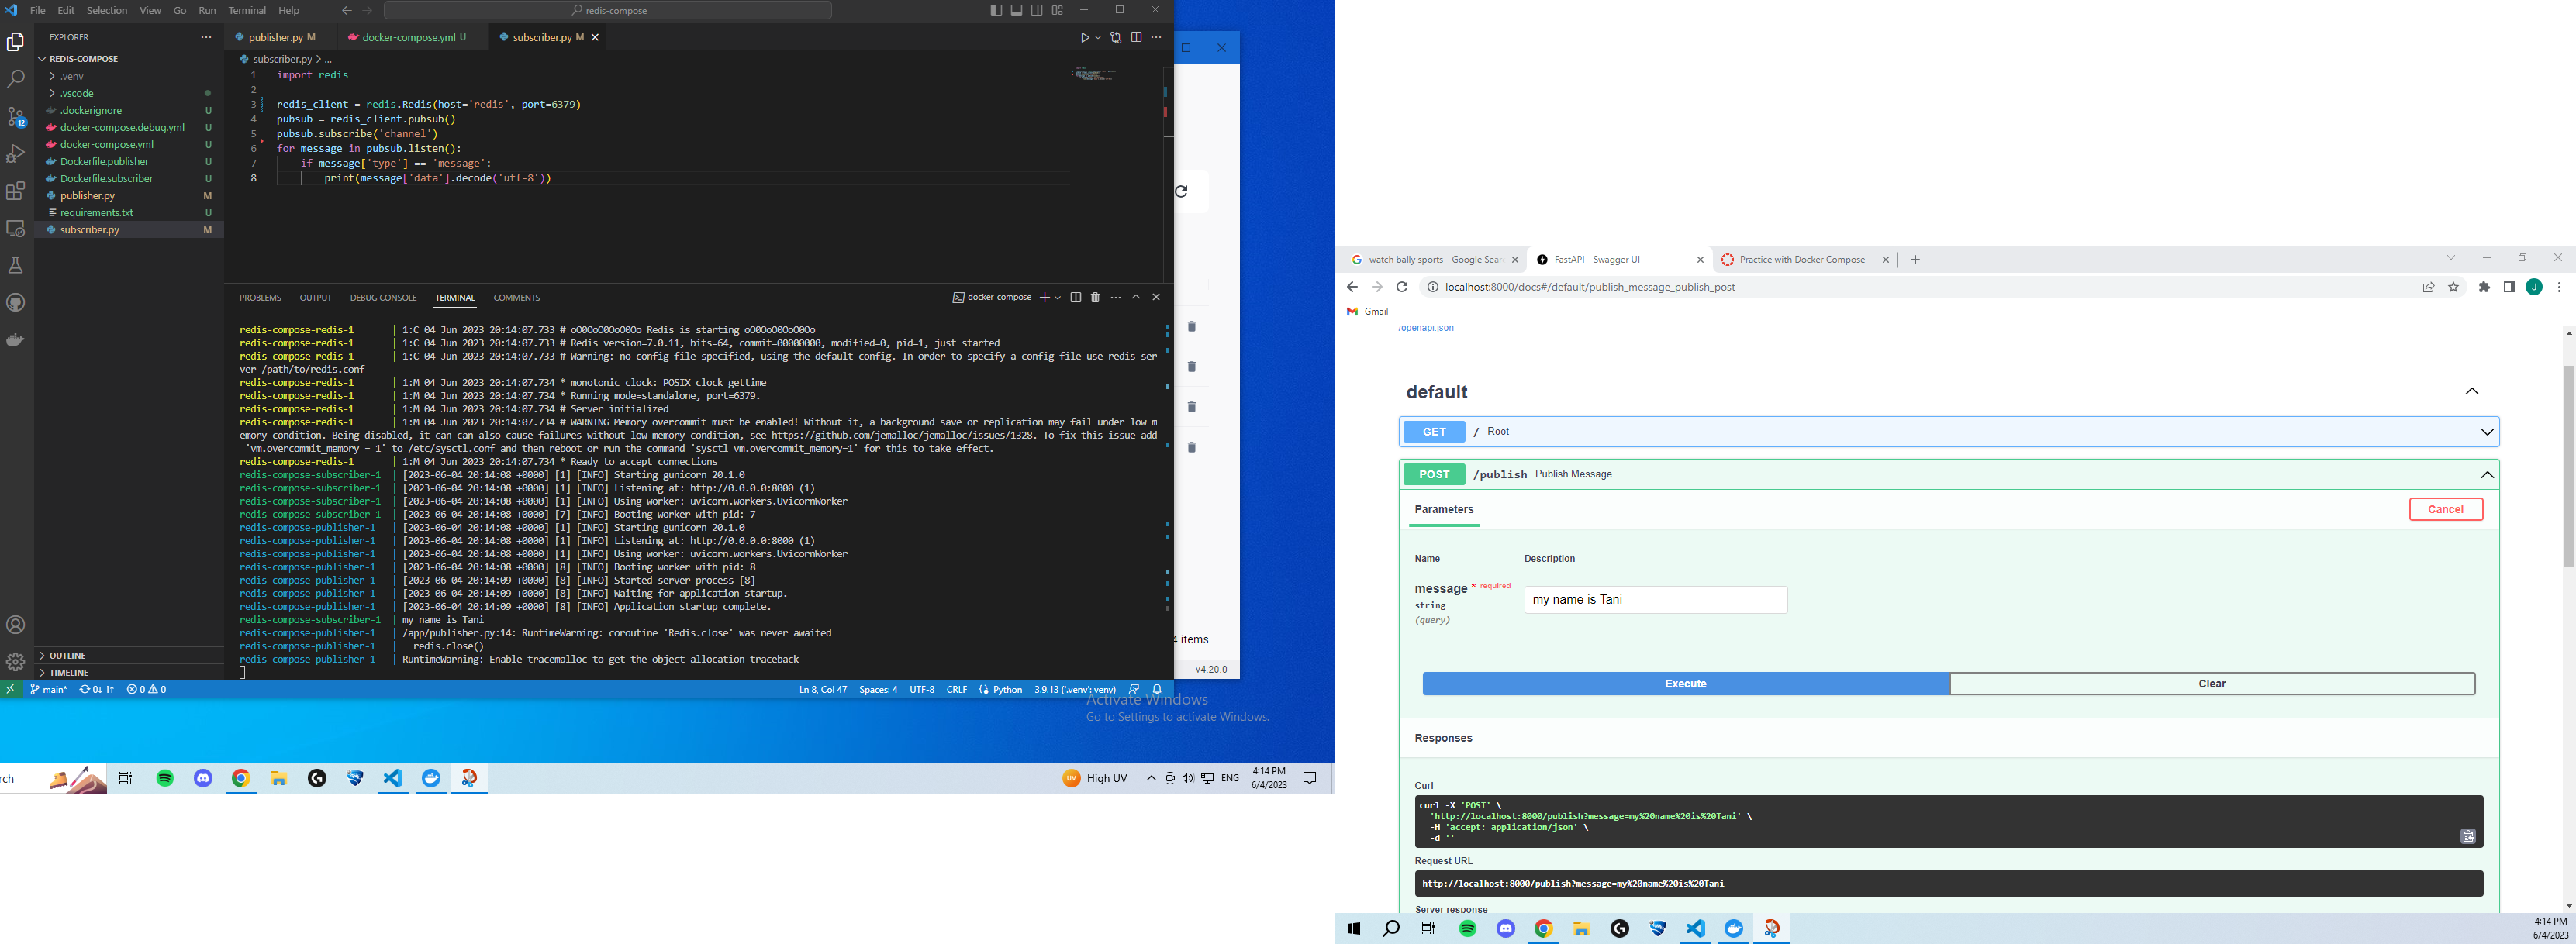 File Edit Selection View Go Run Terminal Help
redis-compose
EXPLORER
REDIS-COMPOSE
.venv
.vscode
.dockerignore U
docker-compose.debug.yml U
docker-compose.yml U
Dockerfile.publisher U
Dockerfile.subscriber U
publisher.py M
requirements.txt U
subscriber.py M
OUTLINE
TIMELINE
12
publisher.py M docker-compose.yml U subscriber.py M
subscriber.py > ...
1 import redis
2
3 redis_client = redis.Redis(host='redis', port=6379)
4 pubsub = redis_client.pubsub()
5 pubsub.subscribe('channel')
6 for message in pubsub.listen():
7 if message['type'] == 'message':
8 print(message['data'].decode('utf-8'))
PROBLEMS OUTPUT DEBUG CONSOLE TERMINAL COMMENTS
docker-compose
redis-compose-redis-1 | 1:C 04 Jun 2023 20:14:07.733 # oO0OoO0OoO0Oo Redis is starting oO0OoO0OoO0Oo
redis-compose-redis-1 | 1:C 04 Jun 2023 20:14:07.733 # Redis version=7.0.11, bits=64, commit=00000000, modified=0, pid=1, just started
redis-compose-redis-1 | 1:C 04 Jun 2023 20:14:07.733 # Warning: no config file specified, using the default config. In order to specify a config file use redis-ser
ver /path/to/redis.conf
redis-compose-redis-1 | 1:M 04 Jun 2023 20:14:07.734 * monotonic clock: POSIX clock_gettime
redis-compose-redis-1 | 1:M 04 Jun 2023 20:14:07.734 * Running mode=standalone, port=6379.
redis-compose-redis-1 | 1:M 04 Jun 2023 20:14:07.734 # Server initialized
redis-compose-redis-1 | 1:M 04 Jun 2023 20:14:07.734 # WARNING Memory overcommit must be enabled! Without it, a background save or replication may fail under low m
emory condition. Being disabled, it can can also cause failures without low memory condition, see https://github.com/jemalloc/jemalloc/issues/1328. To fix this issue add
'vm.overcommit_memory = 1' to /etc/sysctl.conf and then reboot or run the command 'sysctl vm.overcommit_memory=1' for this to take effect.
redis-compose-redis-1 | 1:M 04 Jun 2023 20:14:07.734 * Ready to accept connections
redis-compose-subscriber-1 | [2023-06-04 20:14:08 +0000] [1] [INFO] Starting gunicorn 20.1.0
redis-compose-subscriber-1 | [2023-06-04 20:14:08 +0000] [1] [INFO] Listening at: http://0.0.0.0:8000 (1)
redis-compose-subscriber-1 | [2023-06-04 20:14:08 +0000] [1] [INFO] Using worker: uvicorn.workers.UvicornWorker
redis-compose-subscriber-1 | [2023-06-04 20:14:08 +0000] [7] [INFO] Booting worker with pid: 7
redis-compose-publisher-1 | [2023-06-04 20:14:08 +0000] [1] [INFO] Starting gunicorn 20.1.0
redis-compose-publisher-1 | [2023-06-04 20:14:08 +0000] [1] [INFO] Listening at: http://0.0.0.0:8000 (1)
redis-compose-publisher-1 | [2023-06-04 20:14:08 +0000] [1] [INFO] Using worker: uvicorn.workers.UvicornWorker
redis-compose-publisher-1 | [2023-06-04 20:14:08 +0000] [8] [INFO] Booting worker with pid: 8
redis-compose-publisher-1 | [2023-06-04 20:14:09 +0000] [8] [INFO] Started server process [8]
redis-compose-publisher-1 | [2023-06-04 20:14:09 +0000] [8] [INFO] Waiting for application startup.
redis-compose-publisher-1 | [2023-06-04 20:14:09 +0000] [8] [INFO] Application startup complete.
redis-compose-subscriber-1 | my name is Tani
redis-compose-publisher-1 | /app/publisher.py:14: RuntimeWarning: coroutine 'Redis.close' was never awaited
redis-compose-publisher-1 | redis.close()
redis-compose-publisher-1 | RuntimeWarning: Enable tracemalloc to get the object allocation traceback
main* 0↓ 1↑ 0 0 Ln 8, Col 47 Spaces: 4 UTF-8 CRLF Python 3.9.13 ('.venv': venv)
4 items
v4.20.0
Activate Windows
Go to Settings to activate Windows.
rch
UV High UV ENG 4:14 PM
6/4/2023
watch bally sports - Google Sear FastAPI - Swagger UI Practice with Docker Compose
localhost:8000/docs#/default/publish_message_publish_post
J
Gmail
/openapi.json
default
GET / Root
POST /publish Publish Message
Parameters Cancel
Name Description
message * required
string
(query)
my name is Tani
Execute Clear
Responses
Curl
curl -X 'POST' \
'http://localhost:8000/publish?message=my%20name%20is%20Tani' \
-H 'accept: application/json' \
-d ''
Request URL
http://localhost:8000/publish?message=my%20name%20is%20Tani
Server response
4:14 PM
6/4/2023